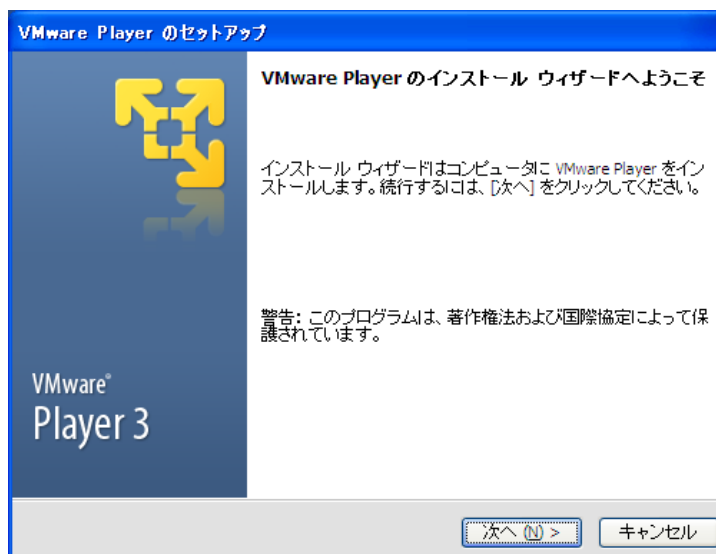 VMware Player のセットアップ
VMware Player のインストール ウィザードへようこそ
インストール ウィザードはコンピュータに VMware Player をイン
ストールします。続行するには、[次へ] をクリックしてください。
警告: このプログラムは、著作権法および国際協定によって保
護されています。
VMware®
Player 3
次へ (N) >
キャンセル